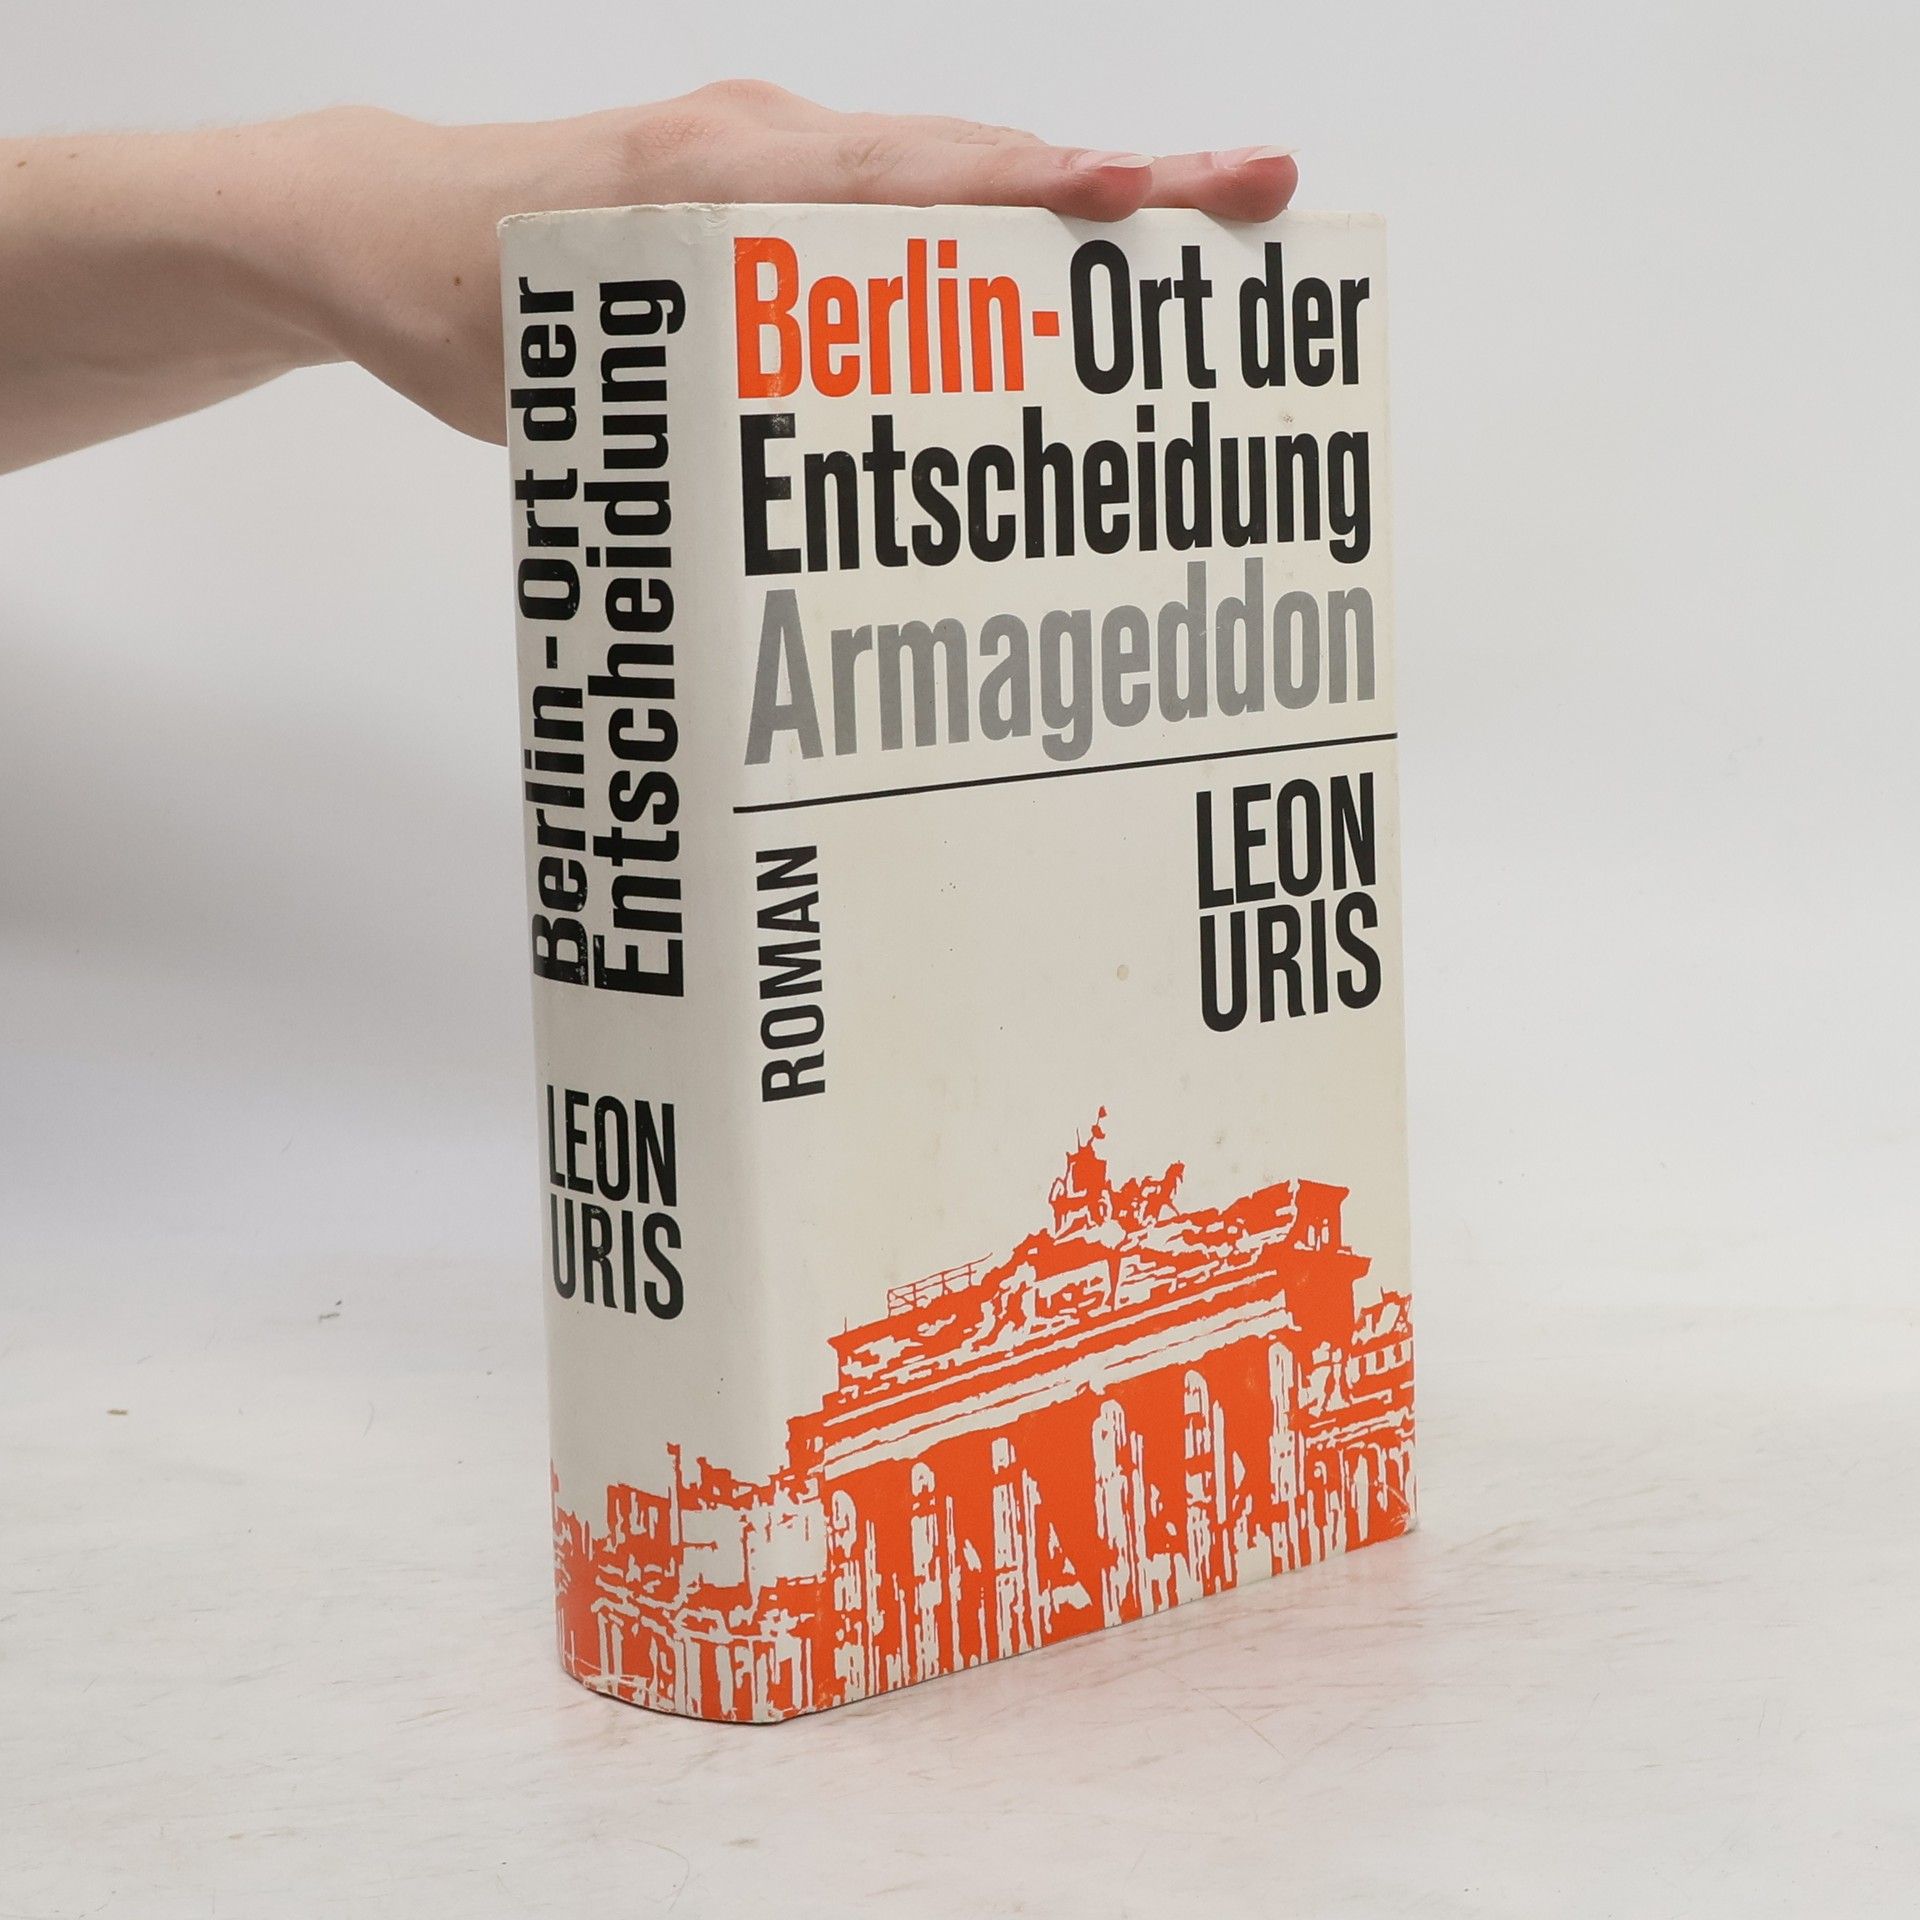 Berlin-Ort der
Entscheidung
LEON
URIS
Berlin-Ort der
Entscheidung
Armageddon
ROMAN
LEON
URIS